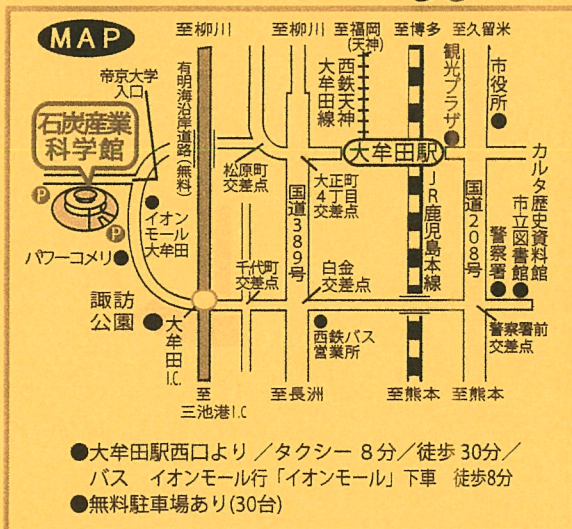 MAP
至柳川
至柳川
至福岡
(天神)
至博多
至久留米
帝京大学
入口
有明海沿岸道路(無料)
西鉄天神
大牟田線
観光プラザ
市役所
石炭産業
科学館
P
P
松原町
交差点
大正町
4丁目
交差点
大牟田駅
イオン
モール
大牟田
国道389号
JR鹿児島本線
国道208号
カルタ歴史資料館
市立図書館
警察署
パワーコメリ
千代町
交差点
白金
交差点
諏訪
公園
大牟田I.C.
西鉄バス
営業所
警察署前
交差点
至
三池港I.C
至長洲
至熊本
至熊本
●大牟田駅西口より/タクシー 8分/徒歩30分/
バス イオンモール行「イオンモール」下車 徒歩8分
●無料駐車場あり(30台)